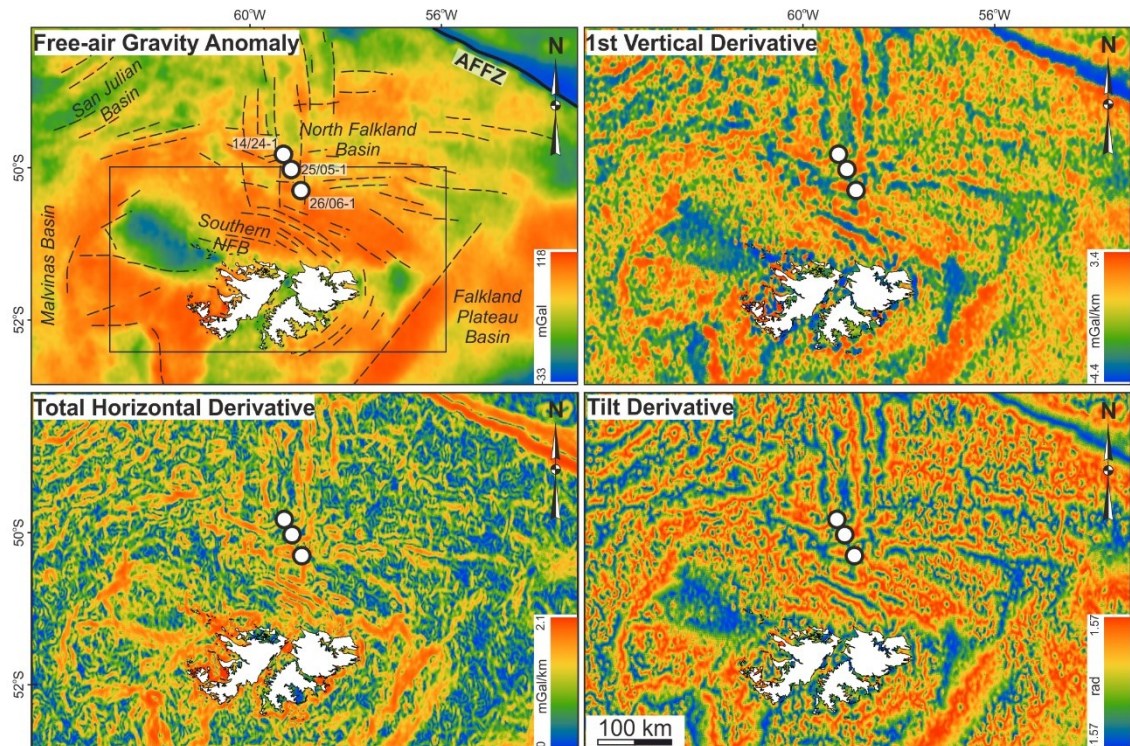 60°W
56°W
60°W
56°W
Free-air Gravity Anomaly
AFFZ
N
San Julian
Basin
North Falkland
Basin
14/24-1
50°S
25/05-1
26/06-1
Southern
NFB
Malvinas Basin
52°S
Falkland
Plateau
Basin
118
mGal
-33
1st Vertical Derivative
N
3.4
mGal/km
-4.4
Total Horizontal Derivative
N
50°S
52°S
2.1
mGal/km
0
Tilt Derivative
N
1.57
rad
1.57
100 km